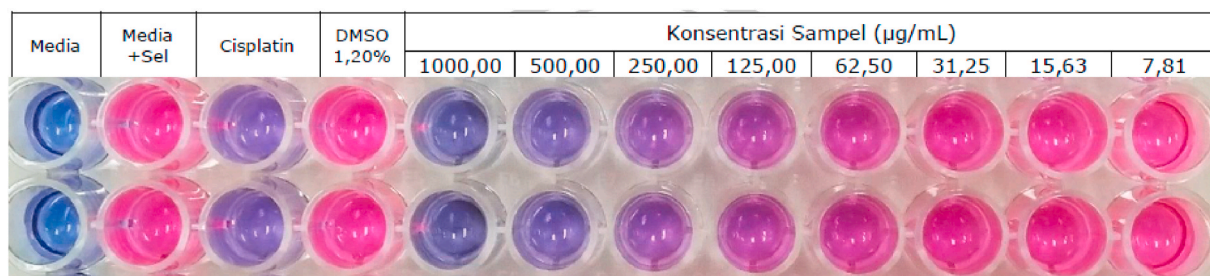 Media
Media
+Sel
Cisplatin
DMSO
1,20%
Konsentrasi Sampel (µg/mL)
1000,00 500,00 250,00 125,00 62,50 31,25 15,63 7,81